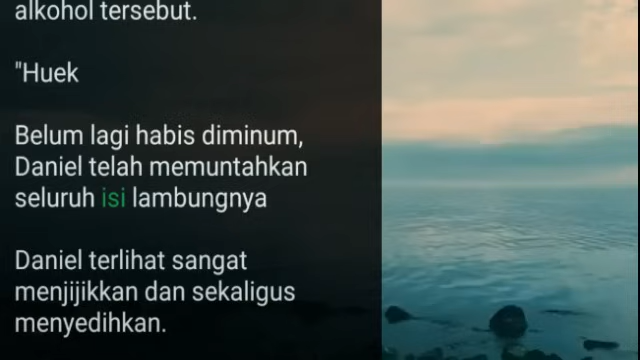 alkohol tersebut.
"Huek
Belum lagi habis diminum,
Daniel telah memuntahkan
seluruh isi lambungnya
Daniel terlihat sangat
menjijikkan dan sekaligus
menyedihkan.